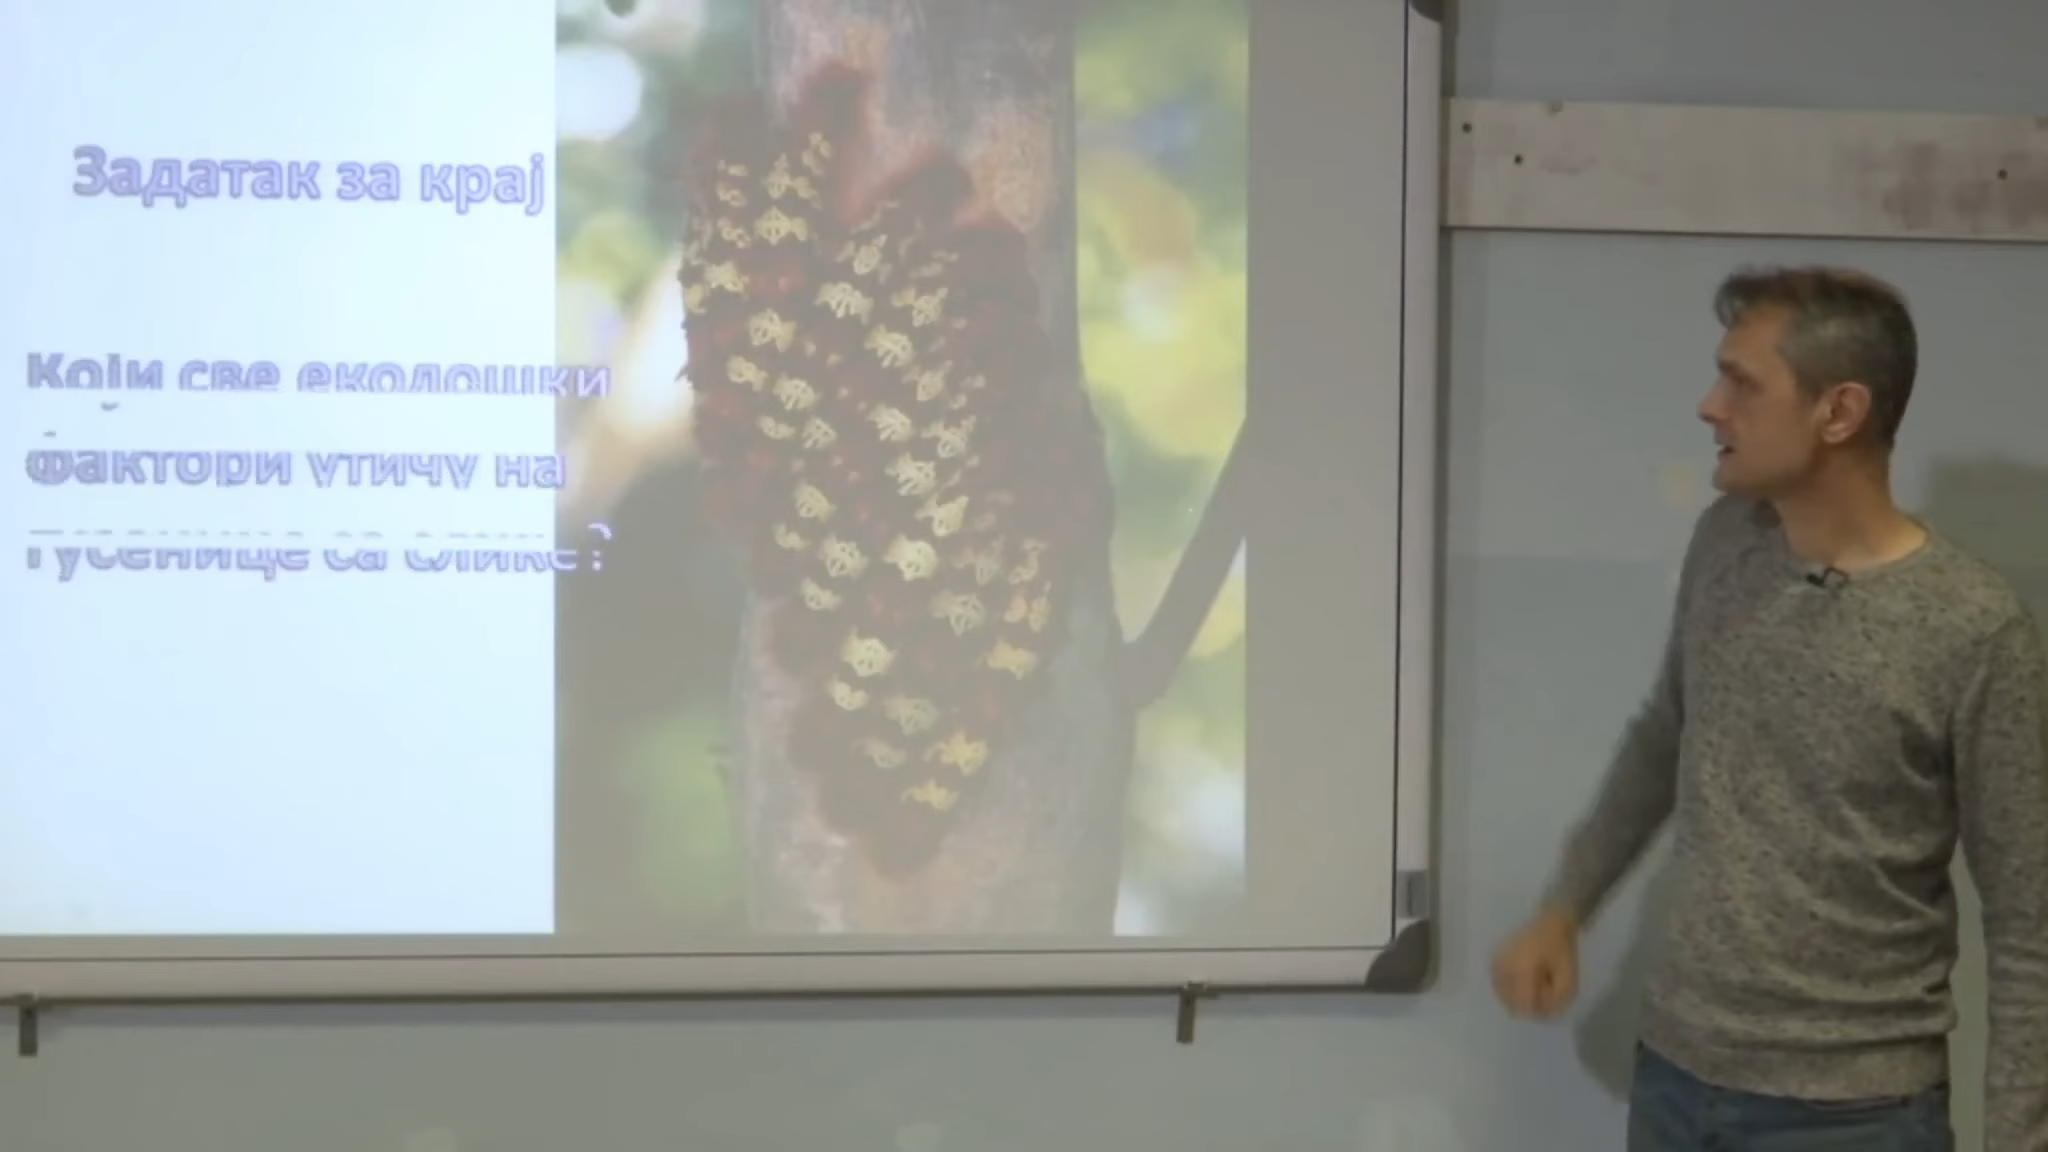 Задатак за крај
Који све еколошки
фактори утичу на
гусенице са слике?